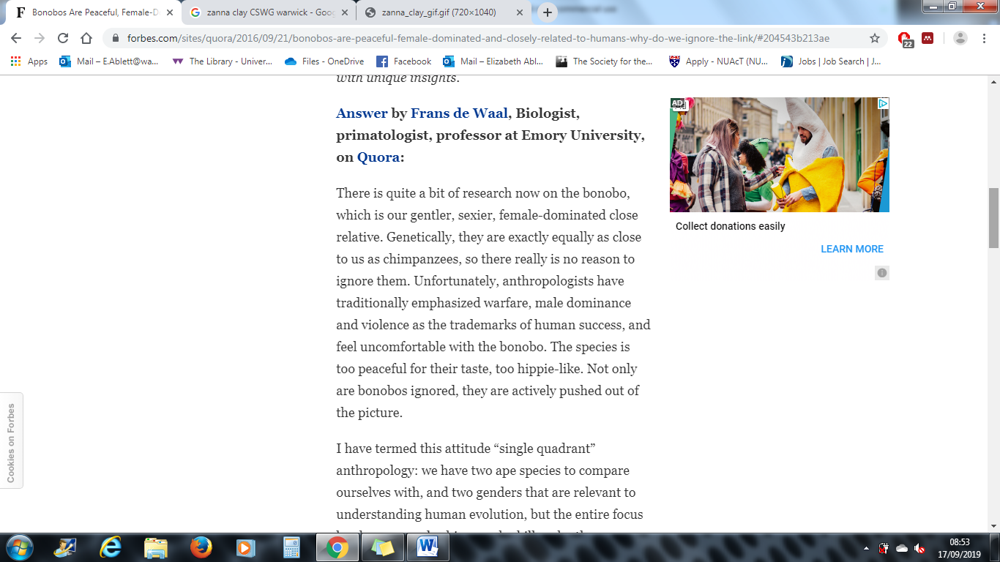 Bonobos Are Peaceful, Female-D
zanna clay CSWG warwick - Goo
zanna_clay_gif.gif (720×1040)
forbes.com/sites/quora/2016/09/21/bonobos-are-peaceful-female-dominated-and-closely-related-to-humans-why-do-we-ignore-the-link/#204543b213ae
22
Apps
Mail – E.Ablett@wa...
The Library - Univer...
Files - OneDrive
Facebook
Mail – Elizabeth Abl...
The Society for the...
Apply - NUAcT (NU...
Jobs | Job Search | J...
with unique insights.
Answer by Frans de Waal, Biologist,
primatologist, professor at Emory University,
on Quora:
There is quite a bit of research now on the bonobo,
which is our gentler, sexier, female-dominated close
relative. Genetically, they are exactly equally as close
to us as chimpanzees, so there really is no reason to
ignore them. Unfortunately, anthropologists have
traditionally emphasized warfare, male dominance
and violence as the trademarks of human success, and
feel uncomfortable with the bonobo. The species is
too peaceful for their taste, too hippie-like. Not only
are bonobos ignored, they are actively pushed out of
the picture.
I have termed this attitude “single quadrant”
anthropology: we have two ape species to compare
ourselves with, and two genders that are relevant to
understanding human evolution, but the entire focus
AD
Collect donations easily
LEARN MORE
Cookies on Forbes
08:53
17/09/2019